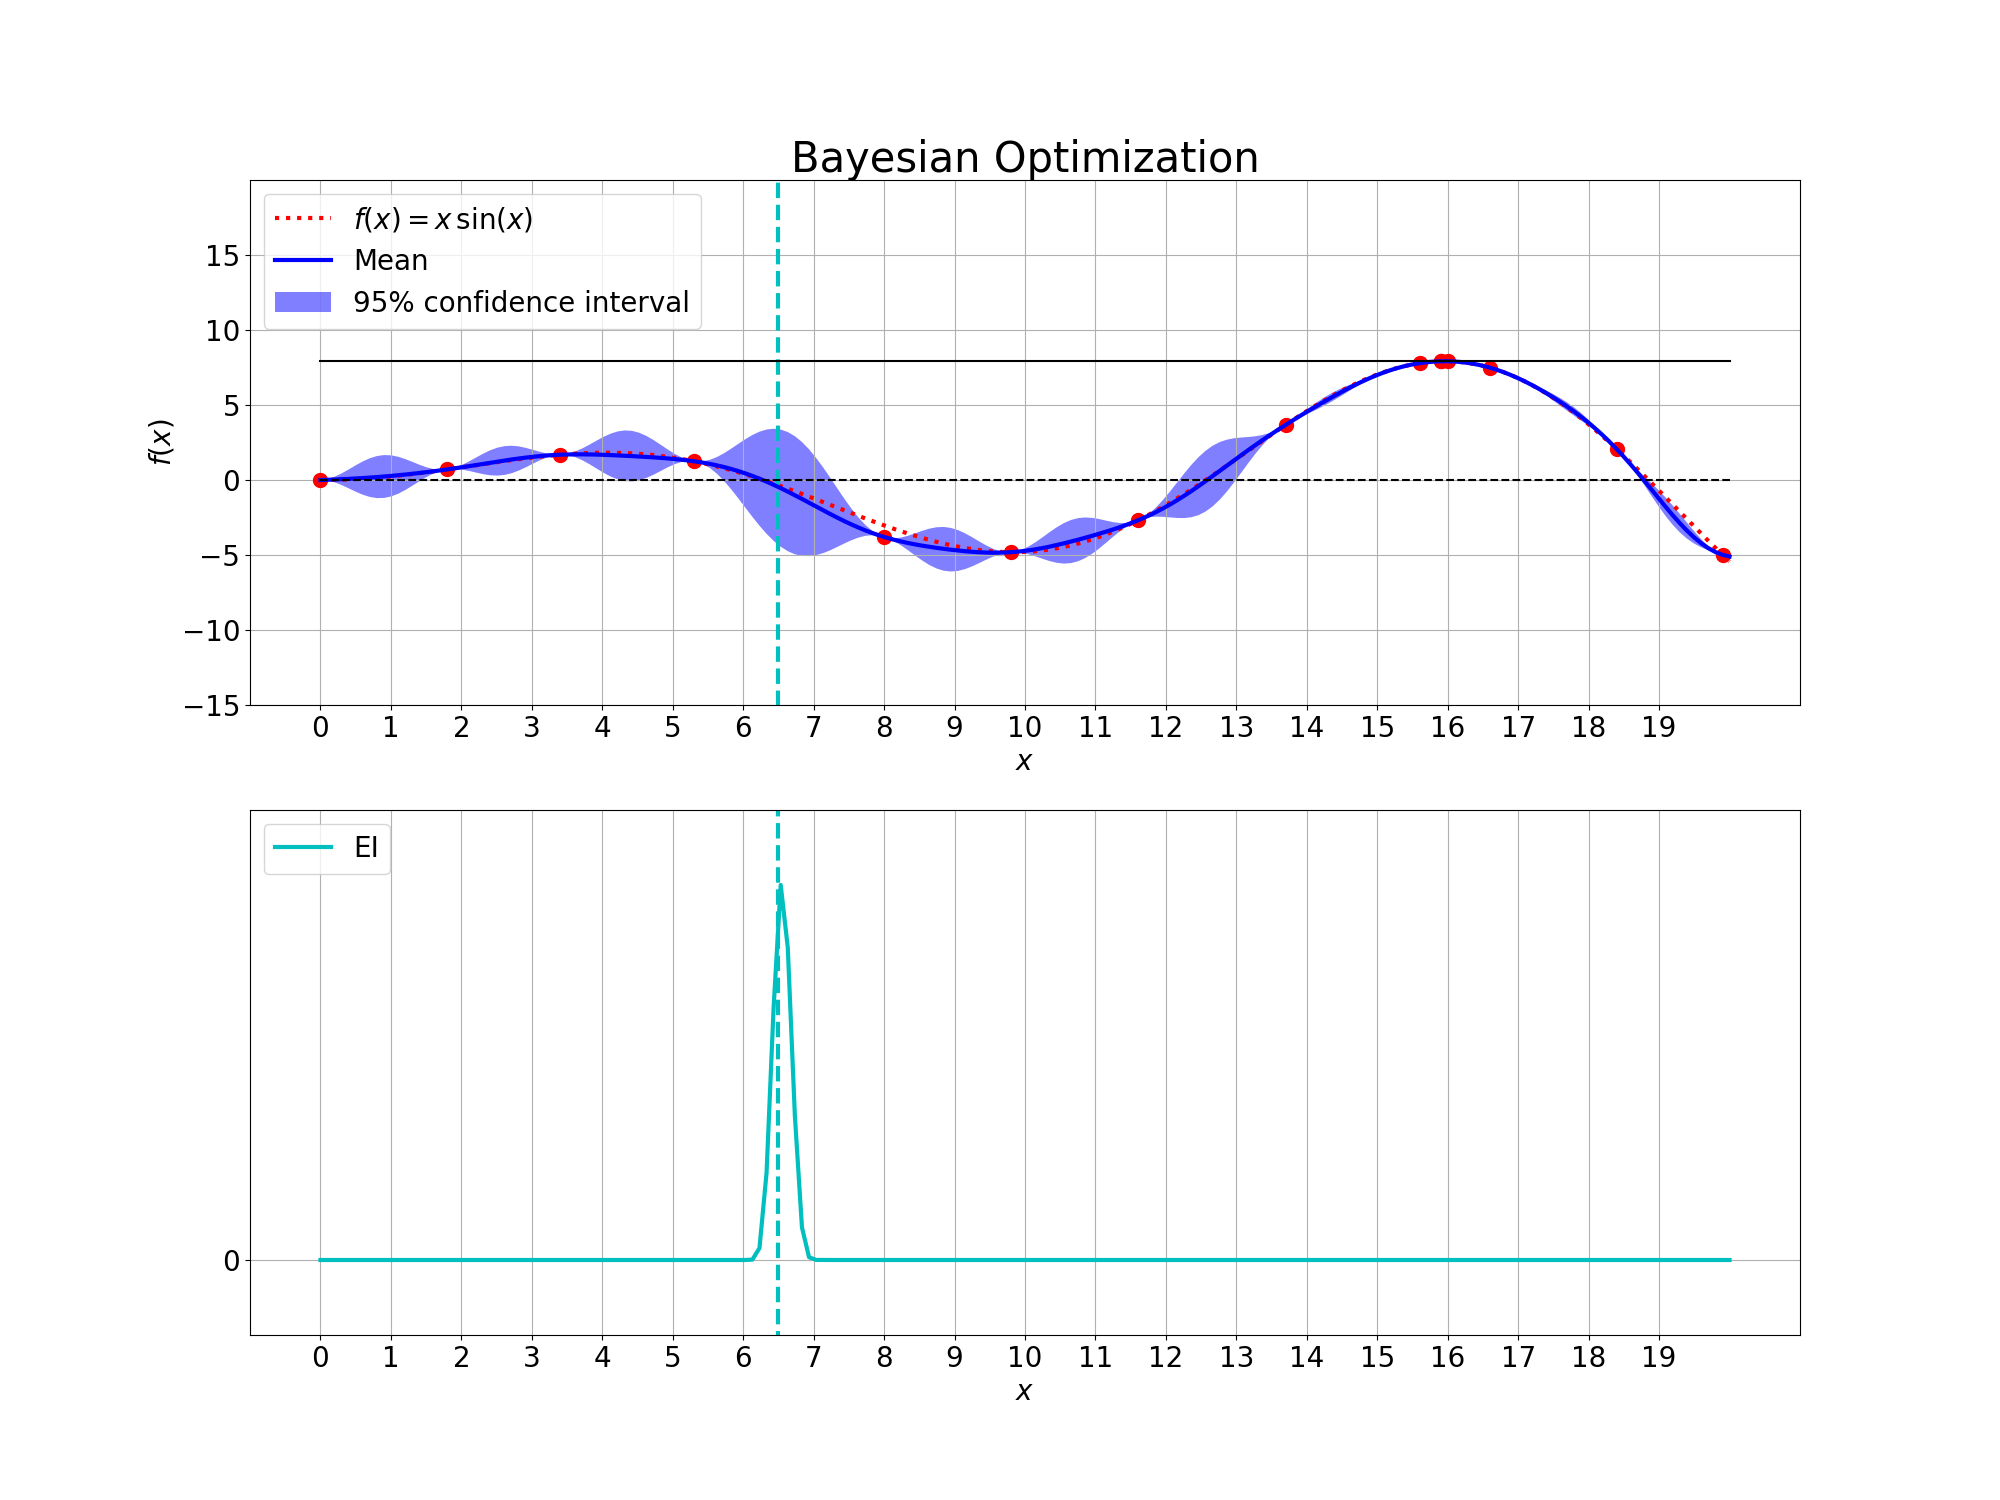 Bayesian Optimization
f(x) = x sin(x)
Mean
95% confidence interval
f(x)
15
10
5
0
−5
−10
−15
0 1 2 3 4 5 6 7 8 9 10 11 12 13 14 15 16 17 18 19
x
EI
0
0 1 2 3 4 5 6 7 8 9 10 11 12 13 14 15 16 17 18 19
x